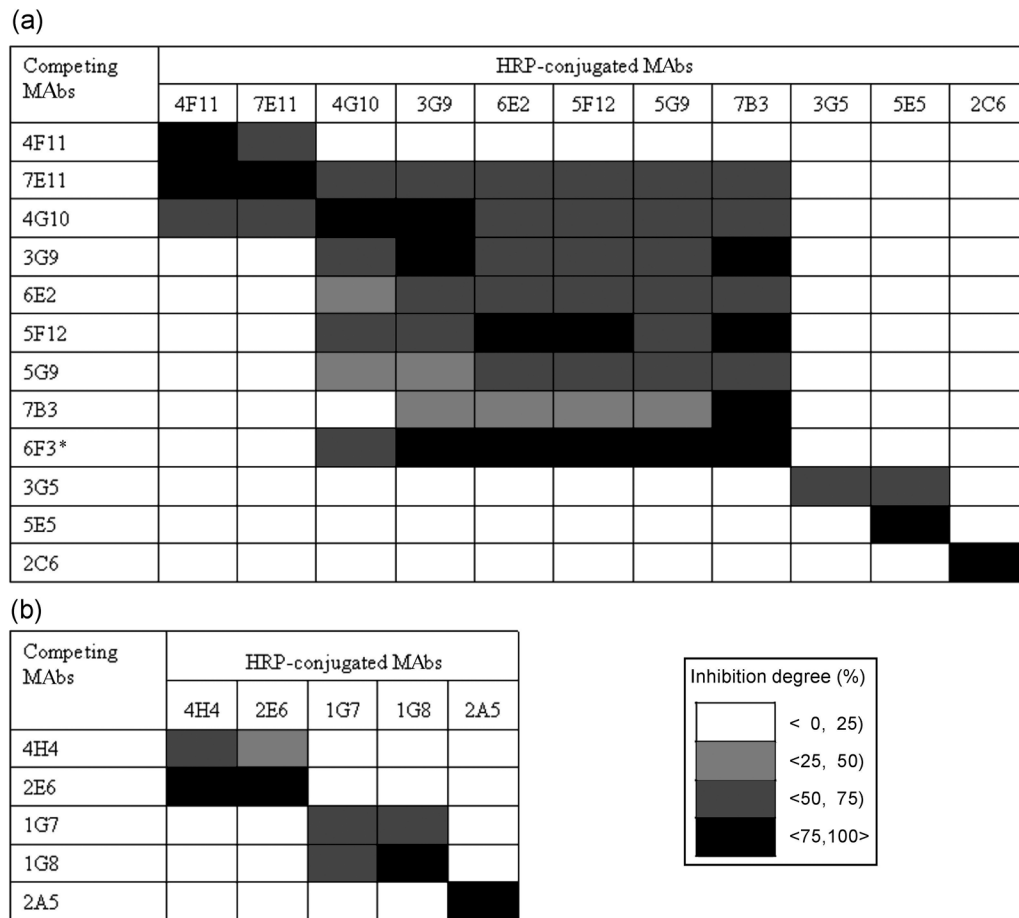 (a)
Competing MAbs
HRP-conjugated MAbs
4F11 7E11 4G10 3G9 6E2 5F12 5G9 7B3 3G5 5E5 2C6
4F11
7E11
4G10
3G9
6E2
5F12
5G9
7B3
6F3*
3G5
5E5
2C6
(b)
Competing MAbs
HRP-conjugated MAbs
4H4 2E6 1G7 1G8 2A5
4H4
2E6
1G7
1G8
2A5
Inhibition degree (%)
< 0, 25)
<25, 50)
<50, 75)
<75,100>